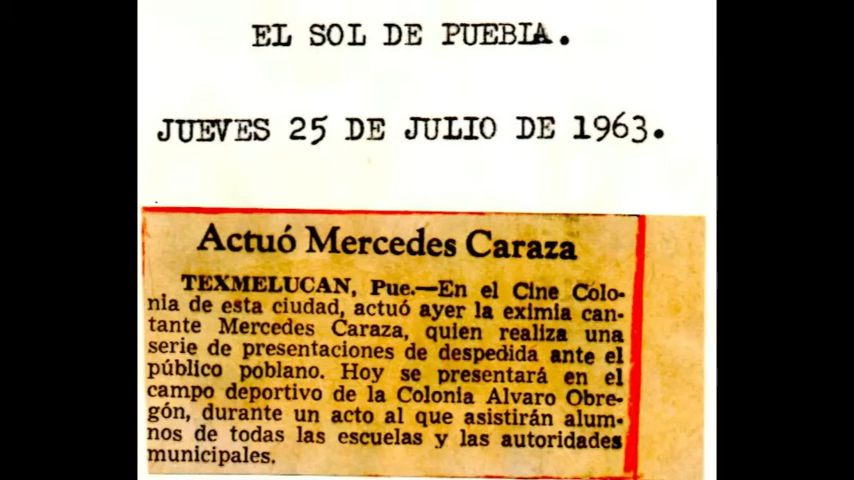 EL SOL DE PUEBLA.
JUEVES 25 DE JULIO DE 1963.
Actuó Mercedes Caraza
TEXMELUCAN, Pue.—En el Cine Colo-
nia de esta ciudad, actuó ayer la eximia can-
tante Mercedes Caraza, quien realiza una
serie de presentaciones de despedida ante el
público poblano. Hoy se presentará en el
campo deportivo de la Colonia Alvaro Obre-
gón, durante un acto al que asistirán alum-
nos de todas las escuelas y las autoridades
municipales.